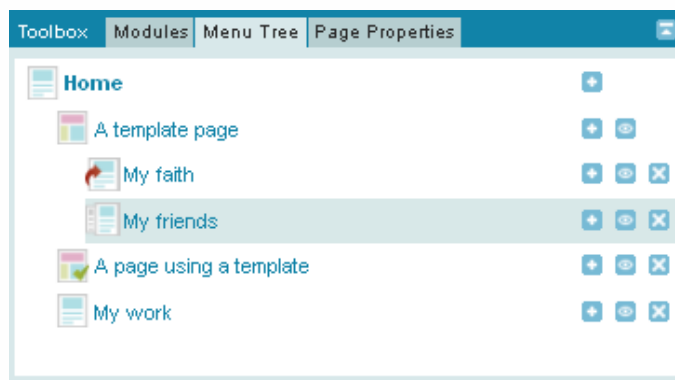 Toolbox Modules Menu Tree Page Properties
Home
A template page
My faith
My friends
A page using a template
My work